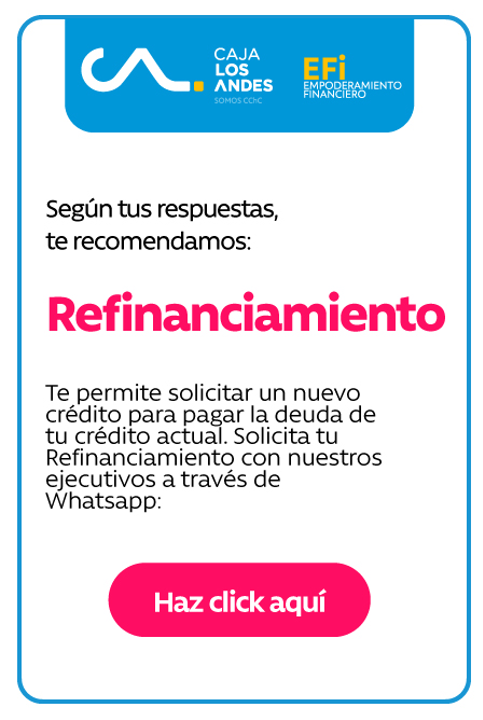 CAJA
LOS
ANDES
SOMOS CChC
EFi
EMPODERAMIENTO
FINANCIERO
Según tus respuestas,
te recomendamos:
Refinanciamiento
Te permite solicitar un nuevo
crédito para pagar la deuda de
tu crédito actual. Solicita tu
Refinanciamiento con nuestros
ejecutivos a través de
Whatsapp:
Haz click aquí